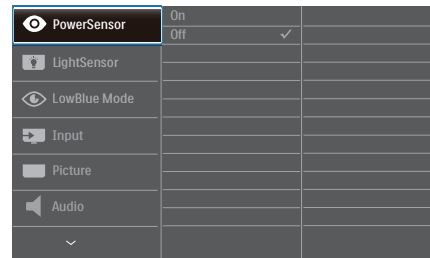 PowerSensor
On
Off
LightSensor
LowBlue Mode
Input
Picture
Audio